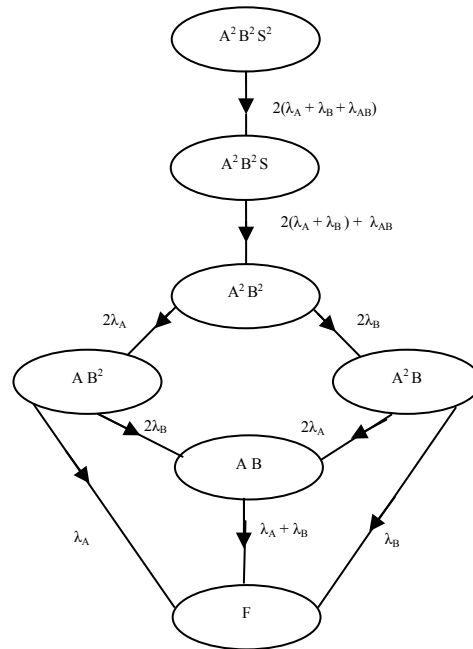 A² B² S²
2(λ_A + λ_B + λ_AB)
A² B² S
2(λ_A + λ_B ) + λ_AB
A² B²
2λ_A
2λ_B
A B²
A² B
2λ_B
2λ_A
A B
λ_A
λ_A + λ_B
λ_B
F